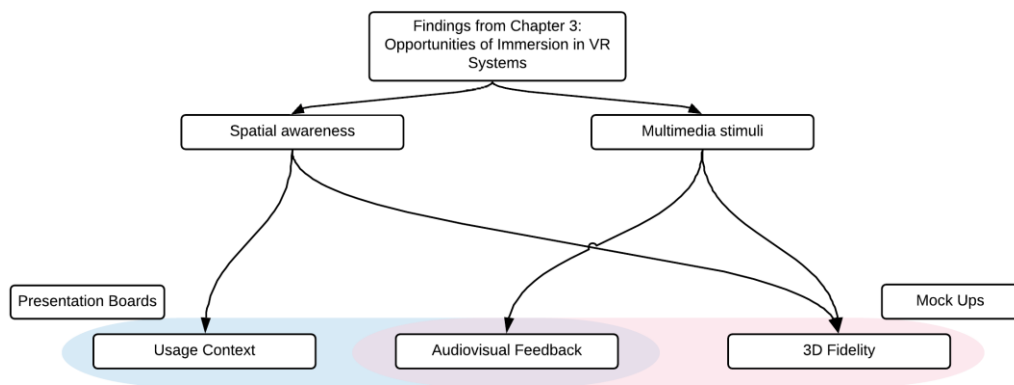 Findings from Chapter 3:
Opportunities of Immersion in VR
Systems
Spatial awareness
Multimedia stimuli
Presentation Boards
Mock Ups
Usage Context
Audiovisual Feedback
3D Fidelity